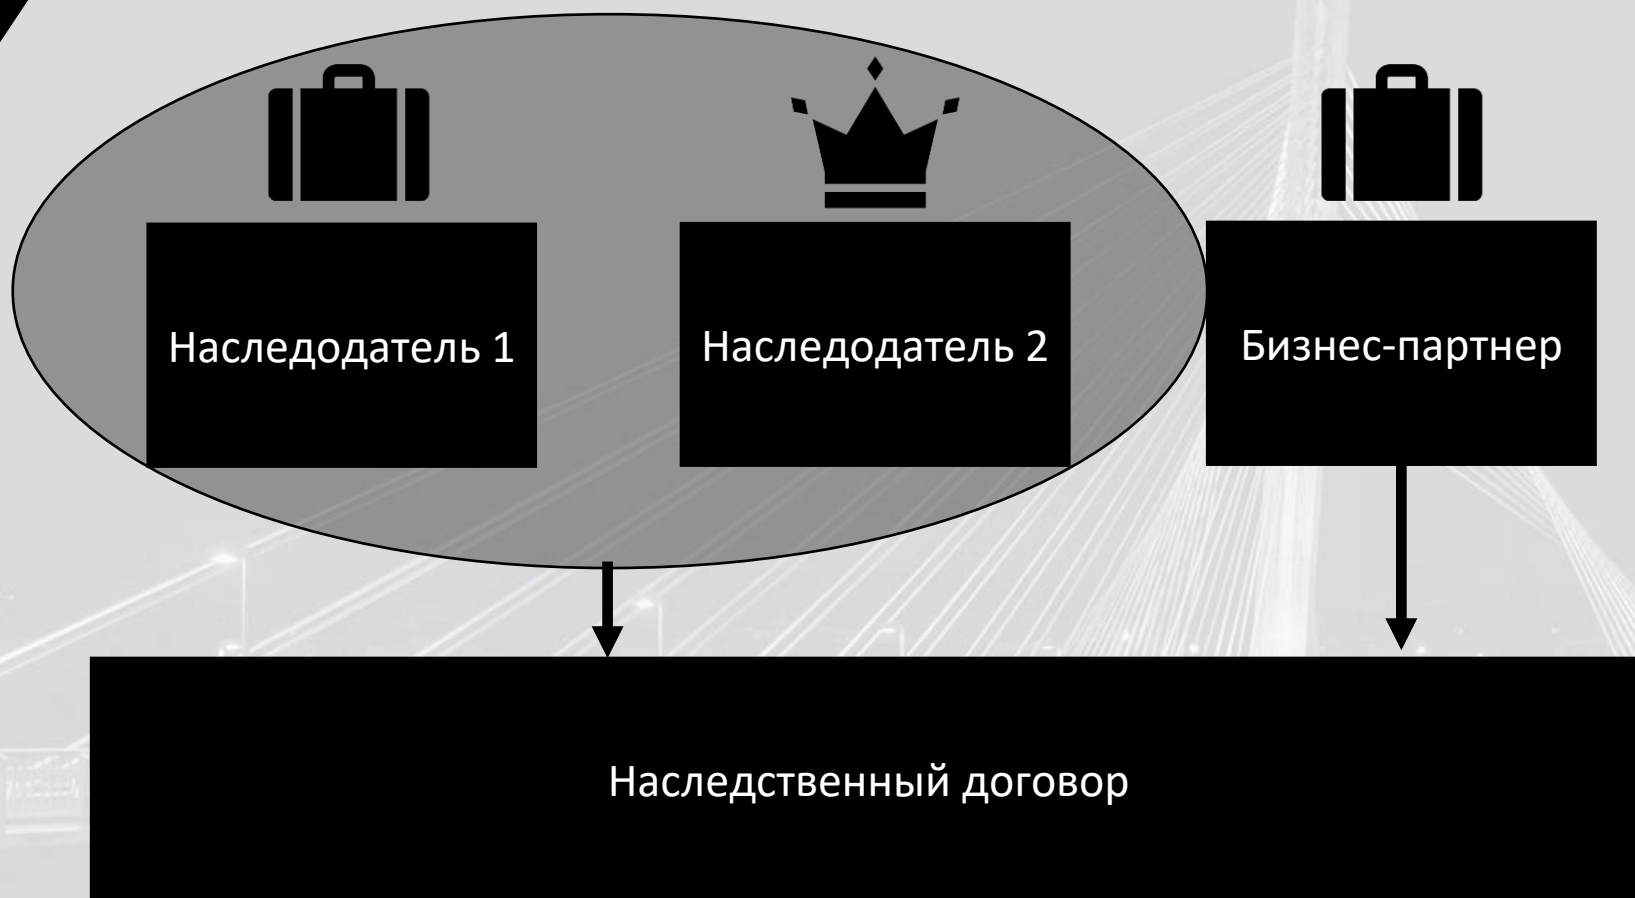 Наследодатель 1
Наследодатель 2
Бизнес-партнер
Наследственный договор